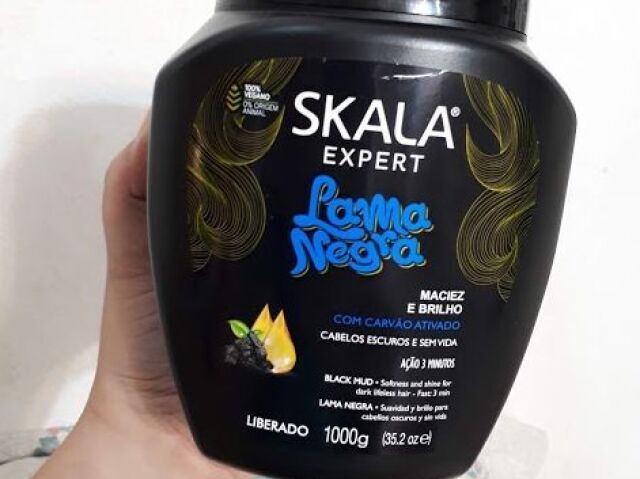 100%
VEGANO
0% ORIGEM
ANIMAL
SKALA®
EXPERT
Lama
Negra
MACIEZ
E BRILHO
COM CARVÃO ATIVADO
CABELOS ESCUROS E SEM VIDA
AÇÃO 3 MINUTOS
BLACK MUD • Softness and shine for
dark lifeless hair - Fast: 3 min
LAMA NEGRA • Suavidad y brillo para
cabellos oscuros y sin vida
LIBERADO 1000g (35.2 oz℮)